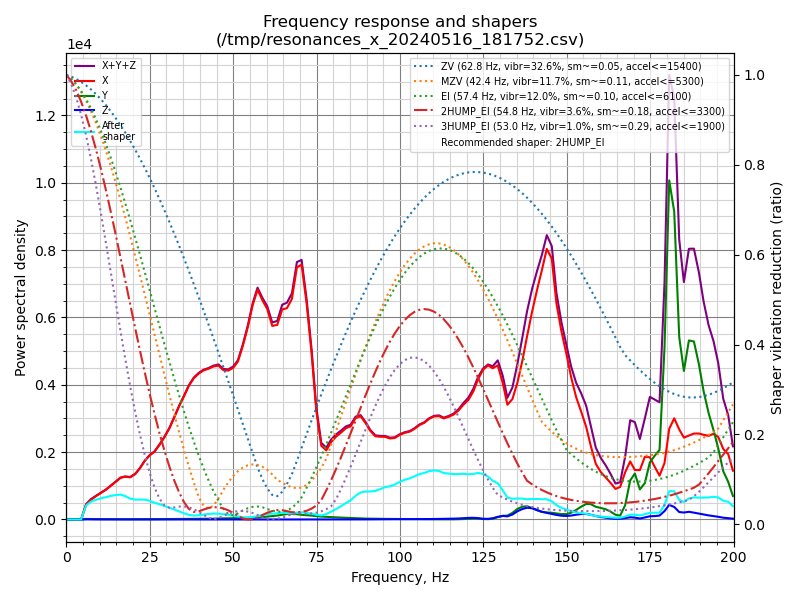 Frequency response and shapers
(/tmp/resonances_x_20240516_181752.csv)
1e4
X+Y+Z
X
Y
Z
After
shaper
ZV (62.8 Hz, vibr=32.6%, sm~=0.05, accel<=15400)
MZV (42.4 Hz, vibr=11.7%, sm~=0.11, accel<=5300)
EI (57.4 Hz, vibr=12.0%, sm~=0.10, accel<=6100)
2HUMP_EI (54.8 Hz, vibr=3.6%, sm~=0.18, accel<=3300)
3HUMP_EI (53.0 Hz, vibr=1.0%, sm~=0.29, accel<=1900)
Recommended shaper: 2HUMP_EI
Power spectral density
1.2
1.0
0.8
0.6
0.4
0.2
0.0
1.0
0.8
0.6
0.4
0.2
0.0
Shaper vibration reduction (ratio)
0 25 50 75 100 125 150 175 200
Frequency, Hz